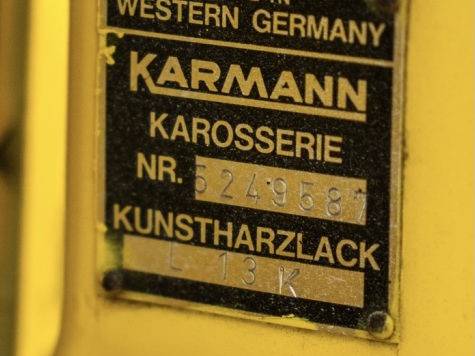 WESTERN GERMANY
KARMANN
KAROSSERIE
NR. 5249587
KUNSTHARZLACK
L 13 K